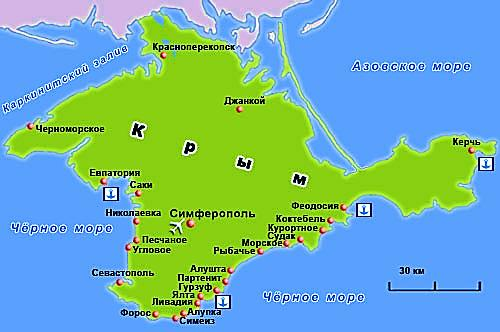 Красноперекопск
Каркинитский залив
Азовское море
Джанкой
Черноморское
Крым
Керчь
Евпатория
Саки
Николаевка
Симферополь
Феодосия
Коктебель
Курортное
Судак
Морское
Рыбачье
Чёрное море
Песчаное
Угловое
Севастополь
Алушта
Партенит
Гурзуф
Ялта
Ливадия
Алупка
Форос
Симеиз
30 км
Чёрное море